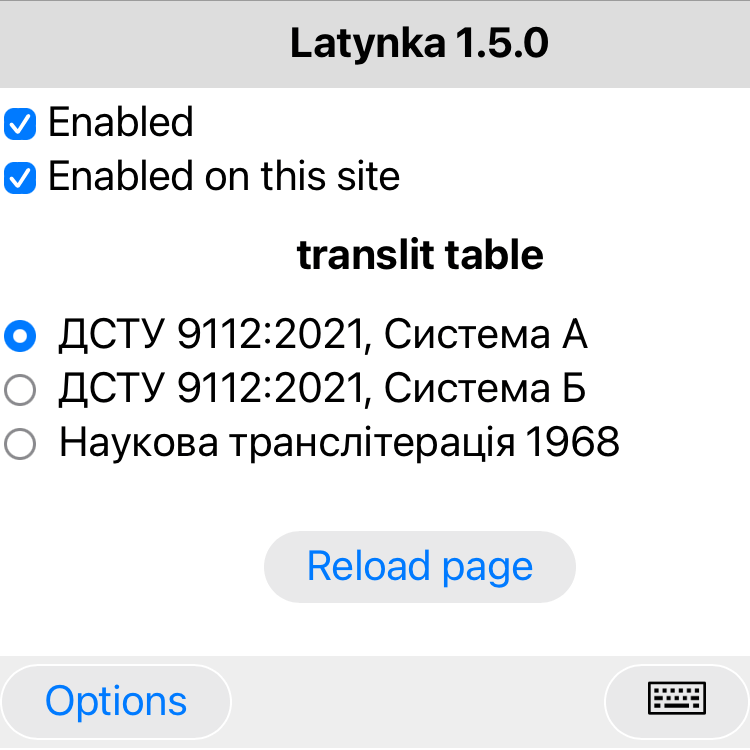 Latynka 1.5.0
Enabled
Enabled on this site
translit table
ДСТУ 9112:2021, Система А
ДСТУ 9112:2021, Система Б
Наукова транслітерація 1968
Reload page
Options